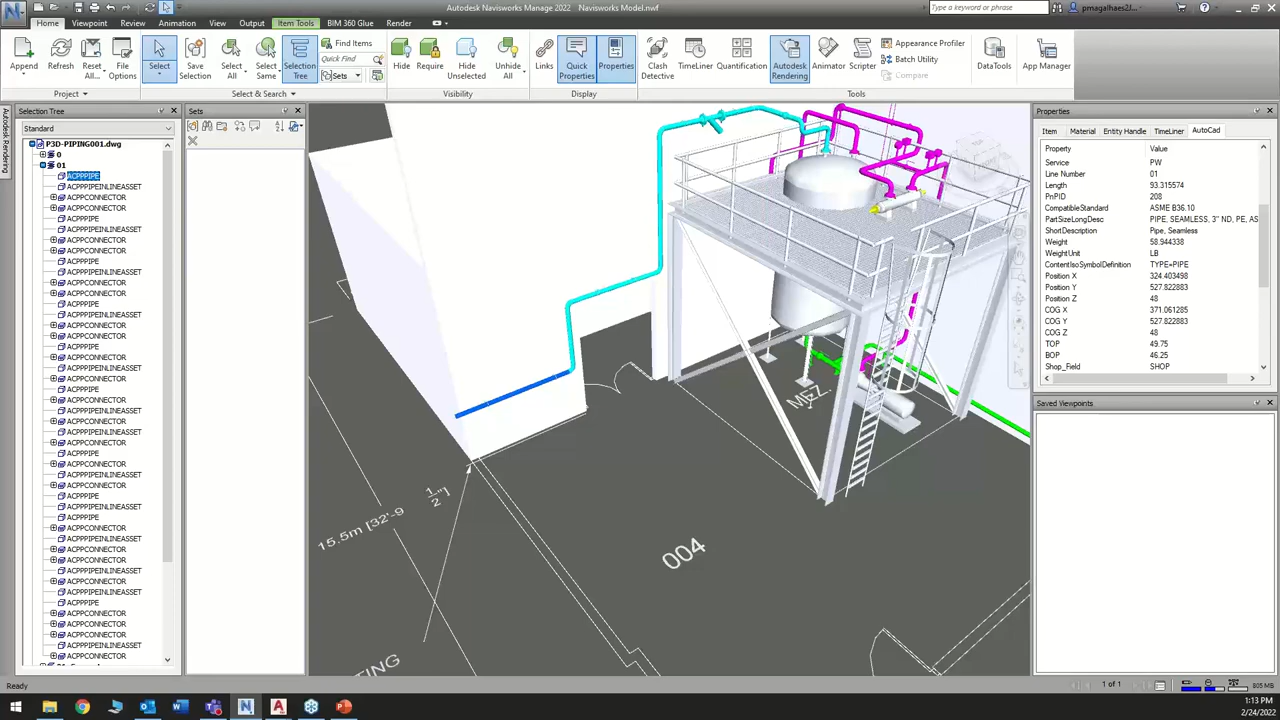 Autodesk Navisworks Manage 2022   Navisworks Model.nwf
Type a keyword or phrase
pmagalhaes2J...
Home
Viewpoint
Review
Animation
View
Output
Item Tools
BIM 360 Glue
Render
Append
Refresh
Reset All...
File Options
Select
Save Selection
Select All
Select Same
Selection Tree
Find Items
Quick Find
Sets
Hide
Require
Hide Unselected
Unhide All
Links
Quick Properties
Properties
Clash Detective
TimeLiner
Quantification
Autodesk Rendering
Animator
Scripter
Appearance Profiler
Batch Utility
Compare
DataTools
App Manager
Project
Select & Search
Visibility
Display
Tools
Autodesk Rendering
Selection Tree
Standard
P3D-PIPING001.dwg
0
01
ACPPPIPE
ACPPPIPEINLINEASSET
ACPPCONNECTOR
ACPPCONNECTOR
ACPPPIPE
ACPPPIPEINLINEASSET
ACPPCONNECTOR
ACPPCONNECTOR
ACPPPIPE
ACPPPIPEINLINEASSET
ACPPCONNECTOR
ACPPCONNECTOR
ACPPPIPE
ACPPPIPEINLINEASSET
ACPPCONNECTOR
ACPPCONNECTOR
ACPPPIPE
ACPPCONNECTOR
ACPPPIPEINLINEASSET
ACPPCONNECTOR
ACPPPIPE
ACPPCONNECTOR
ACPPPIPEINLINEASSET
ACPPCONNECTOR
ACPPPIPE
ACPPCONNECTOR
ACPPPIPE
ACPPCONNECTOR
ACPPPIPEINLINEASSET
ACPPCONNECTOR
ACPPPIPE
ACPPPIPEINLINEASSET
ACPPPIPE
ACPPCONNECTOR
ACPPPIPEINLINEASSET
ACPPCONNECTOR
ACPPCONNECTOR
ACPPPIPEINLINEASSET
ACPPCONNECTOR
ACPPPIPEINLINEASSET
ACPPPIPE
ACPPCONNECTOR
ACPPCONNECTOR
ACPPCONNECTOR
ACPPPIPEINLINEASSET
ACPPCONNECTOR
Sets
15.5m [32'-9 1/2"]
004
MEZ.
Properties
Item
Material
Entity Handle
TimeLiner
AutoCad
Property Value
Service PW
Line Number 01
Length 93.315574
PnPID 208
CompatibleStandard ASME B36.10
PartSizeLongDesc PIPE, SEAMLESS, 3" ND, PE, AS
ShortDescription Pipe, Seamless
Weight 58.944338
WeightUnit LB
ContentIsoSymbolDefinition TYPE=PIPE
Position X 324.403498
Position Y 527.822883
Position Z 48
COG X 371.061285
COG Y 527.822883
COG Z 48
TOP 49.75
BOP 46.25
Shop_Field SHOP
Saved Viewpoints
Ready
1 of 1
805 MB
1:13 PM
2/24/2022